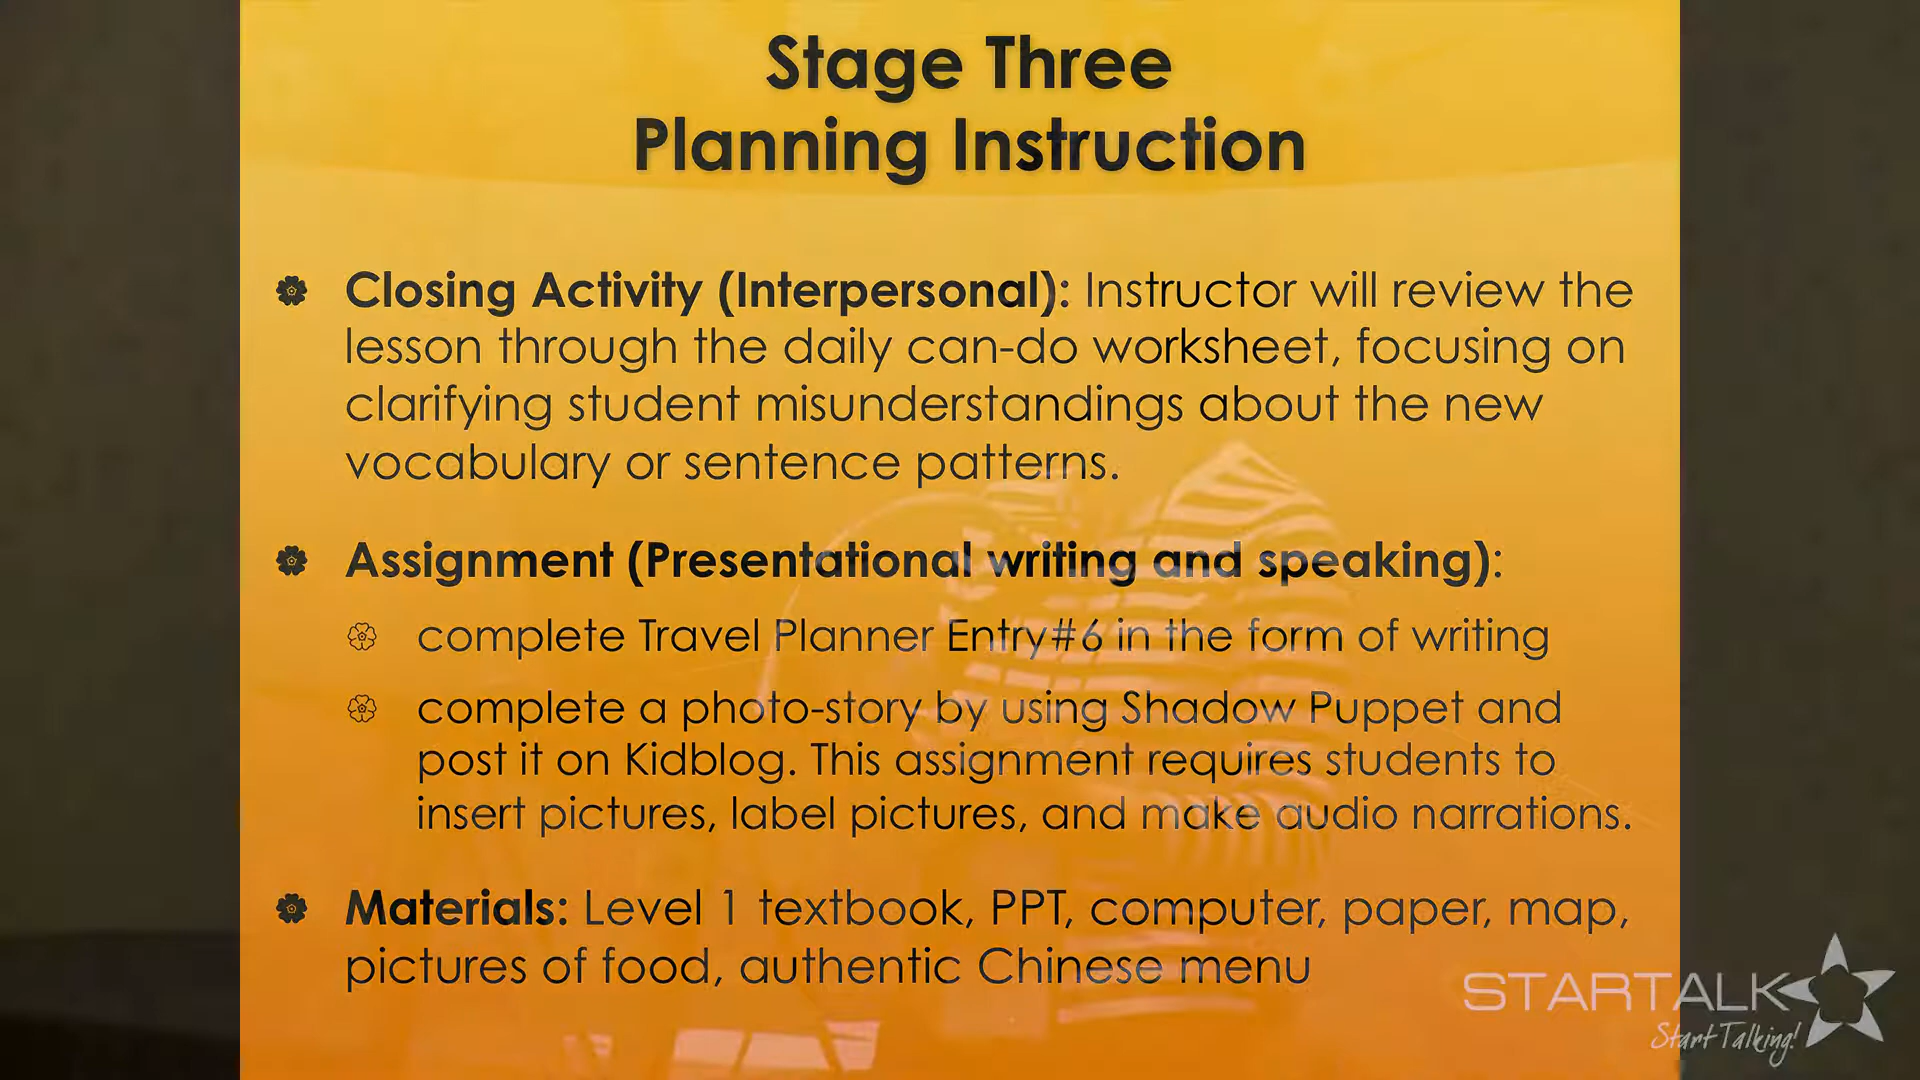 Stage Three
Planning Instruction
Closing Activity (Interpersonal): Instructor will review the
lesson through the daily can-do worksheet, focusing on
clarifying student misunderstandings about the new
vocabulary or sentence patterns.
Assignment (Presentational writing and speaking):
complete Travel Planner Entry#6 in the form of writing
complete a photo-story by using Shadow Puppet and
post it on Kidblog. This assignment requires students to
insert pictures, label pictures, and make audio narrations.
Materials: Level 1 textbook, PPT, computer, paper, map,
pictures of food, authentic Chinese menu
STARTALK
Start Talking!